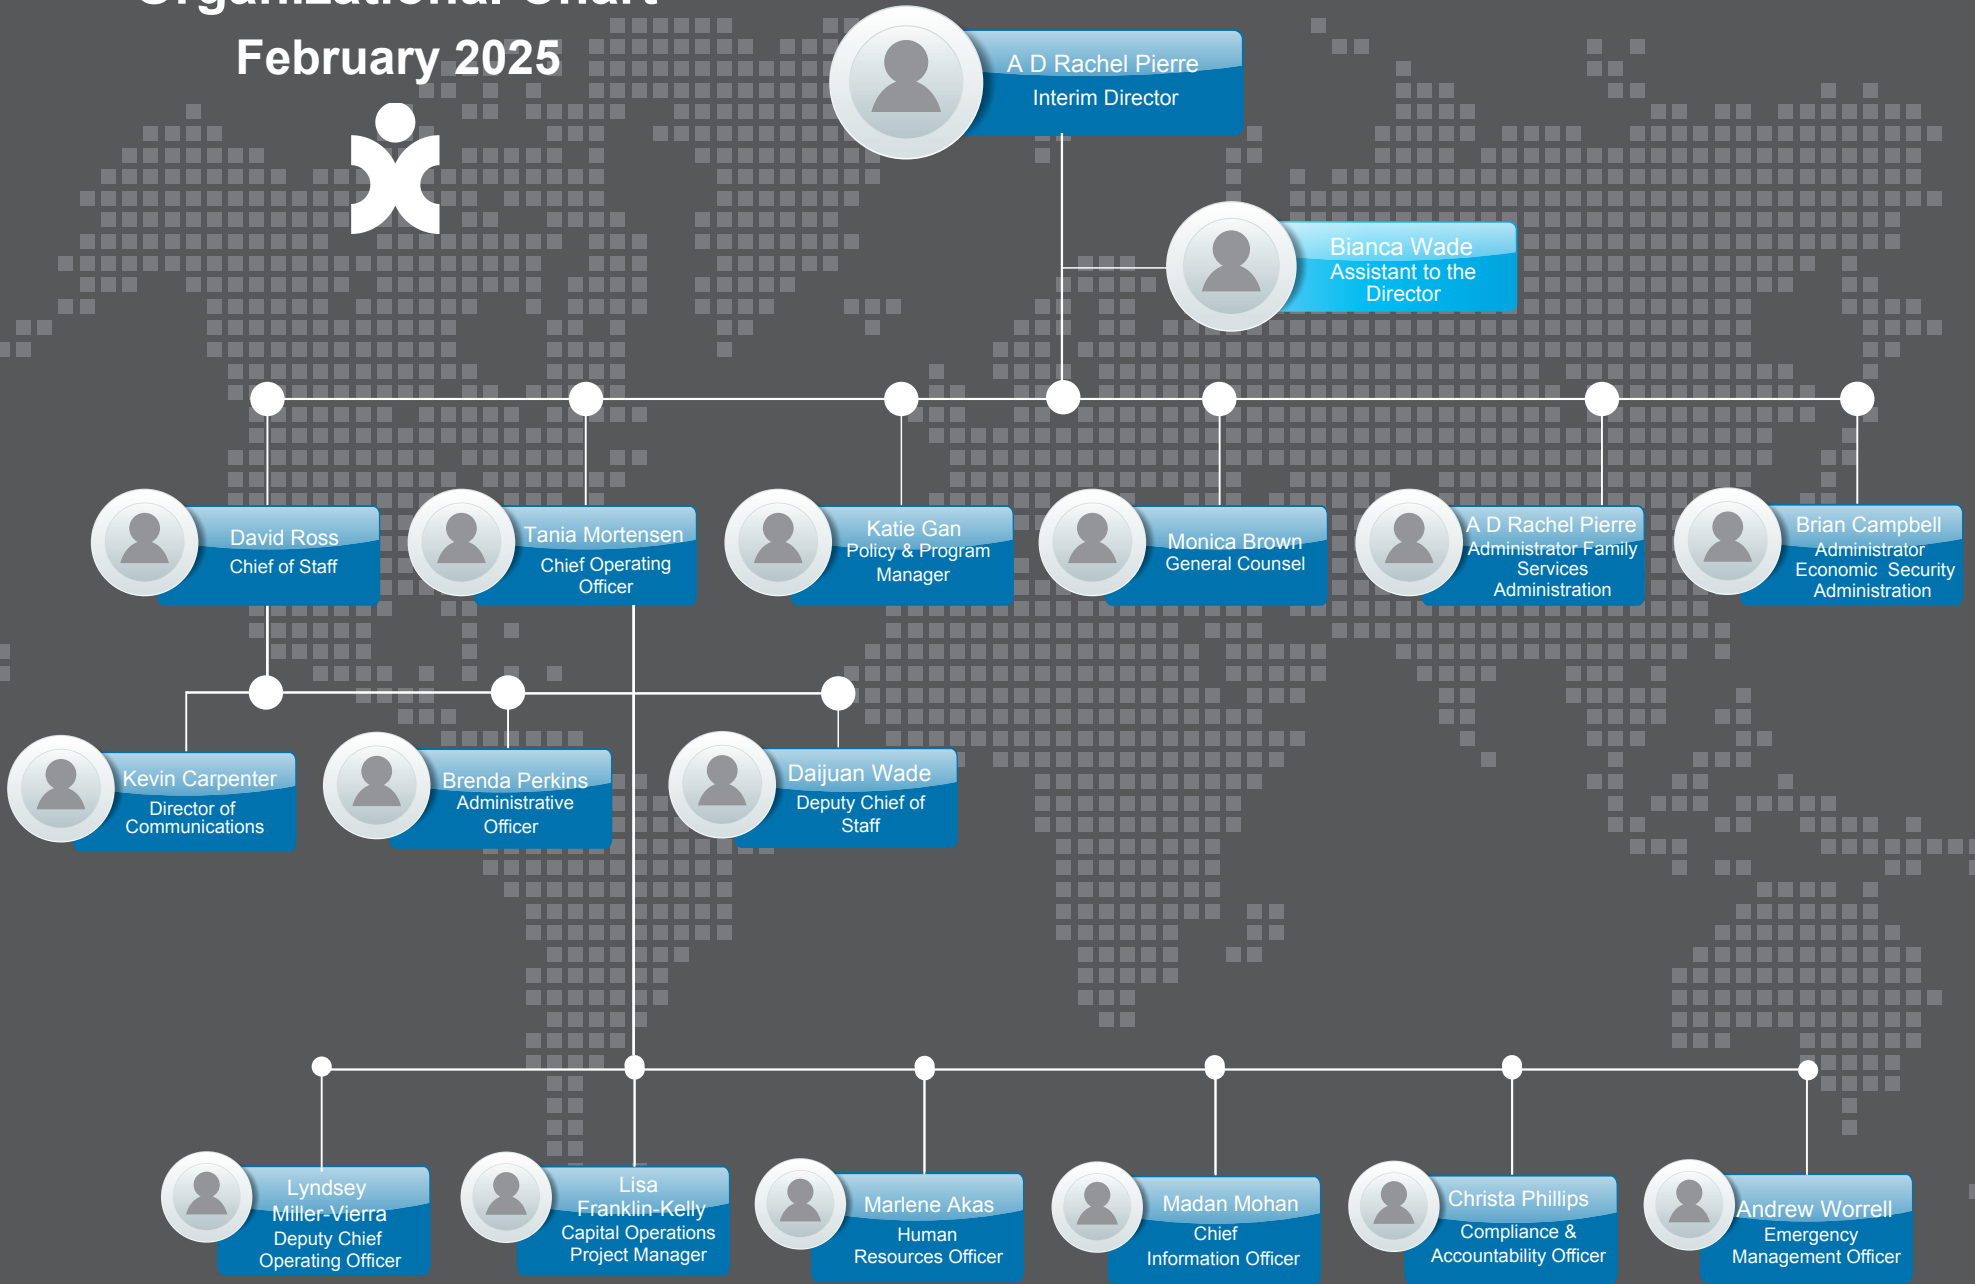 Organizational Chart
February 2025
A D Rachel Pierre
Interim Director
Bianca Wade
Assistant to the
Director
David Ross
Chief of Staff
Tania Mortensen
Chief Operating
Officer
Katie Gan
Policy & Program
Manager
Monica Brown
General Counsel
A D Rachel Pierre
Administrator Family
Services
Administration
Brian Campbell
Administrator
Economic Security
Administration
Kevin Carpenter
Director of
Communications
Brenda Perkins
Administrative
Officer
Daijuan Wade
Deputy Chief of
Staff
Lyndsey
Miller-Vierra
Deputy Chief
Operating Officer
Lisa
Franklin-Kelly
Capital Operations
Project Manager
Marlene Akas
Human
Resources Officer
Madan Mohan
Chief
Information Officer
Christa Phillips
Compliance &
Accountability Officer
Andrew Worrell
Emergency
Management Officer